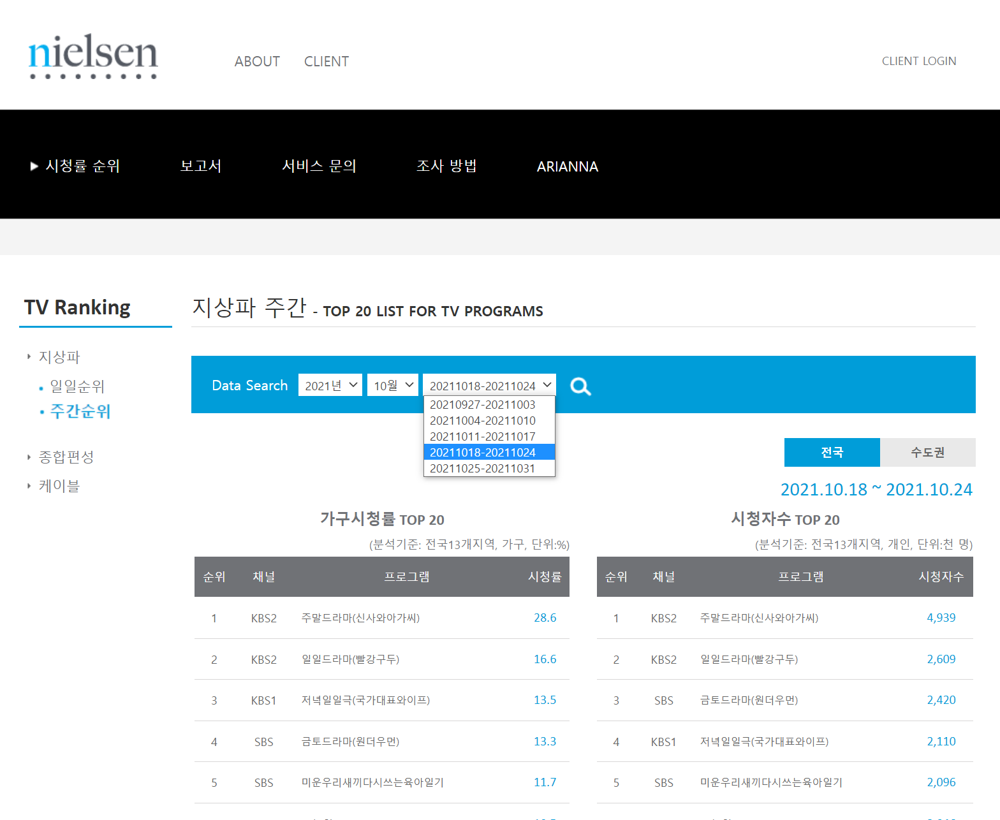 nielsen
ABOUT
CLIENT
CLIENT LOGIN
시청률 순위
보고서
서비스 문의
조사 방법
ARIANNA
TV Ranking
지상파
일일순위
주간순위
종합편성
케이블
지상파 주간 - TOP 20 LIST FOR TV PROGRAMS
Data Search 2021년 10월 20211018-20211024
20210927-20211003
20211004-20211010
20211011-20211017
20211018-20211024
20211025-20211031
전국 수도권
2021.10.18 ~ 2021.10.24
가구시청률 TOP 20
(분석기준: 전국13개지역, 가구, 단위:%)
순위 채널 프로그램 시청률
1 KBS2 주말드라마(신사와아가씨) 28.6
2 KBS2 일일드라마(빨강구두) 16.6
3 KBS1 저녁일일극(국가대표와이프) 13.5
4 SBS 금토드라마(원더우먼) 13.3
5 SBS 미운우리새끼다시쓰는육아일기 11.7
시청자수 TOP 20
(분석기준: 전국13개지역, 개인, 단위:천 명)
순위 채널 프로그램 시청자수
1 KBS2 주말드라마(신사와아가씨) 4,939
2 KBS2 일일드라마(빨강구두) 2,609
3 SBS 금토드라마(원더우먼) 2,420
4 KBS1 저녁일일극(국가대표와이프) 2,110
5 SBS 미운우리새끼다시쓰는육아일기 2,096